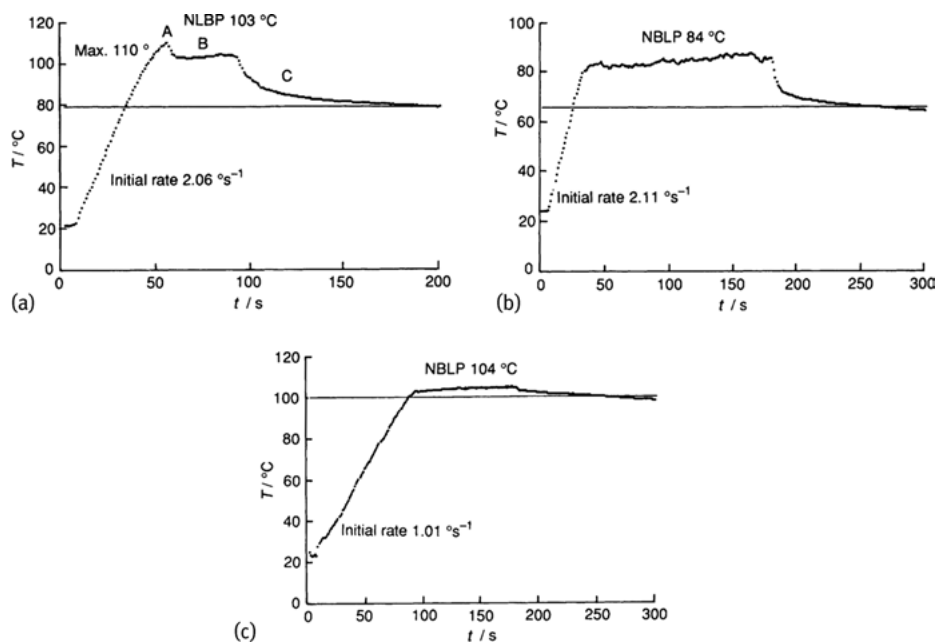 120
A
NLBP 103 °C
Max. 110 °
B
100
C
80
T / °C
60
Initial rate 2.06 °s⁻¹
40
20
0
0
50
100
150
200
t / s
(a)
100
NBLP 84 °C
80
60
T / °C
40
Initial rate 2.11 °s⁻¹
20
0
0
50
100
150
200
250
300
t / s
(b)
120
NBLP 104 °C
100
80
T / °C
60
40
Initial rate 1.01 °s⁻¹
20
0
0
50
100
150
200
250
300
t / s
(c)